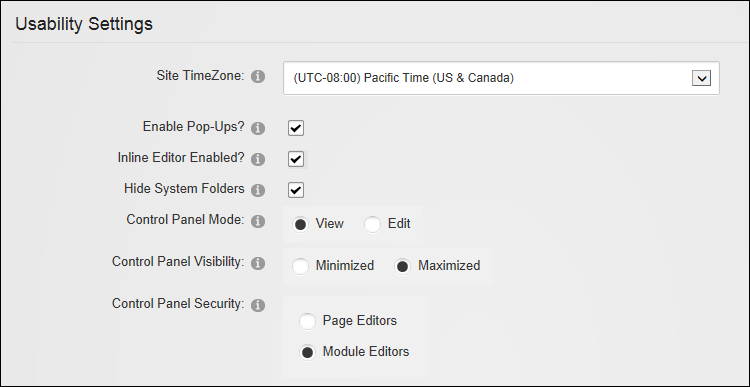 Usability Settings
Site TimeZone: (UTC-08:00) Pacific Time (US & Canada)
Enable Pop-Ups?
Inline Editor Enabled?
Hide System Folders
Control Panel Mode: View Edit
Control Panel Visibility: Minimized Maximized
Control Panel Security:
Page Editors
Module Editors